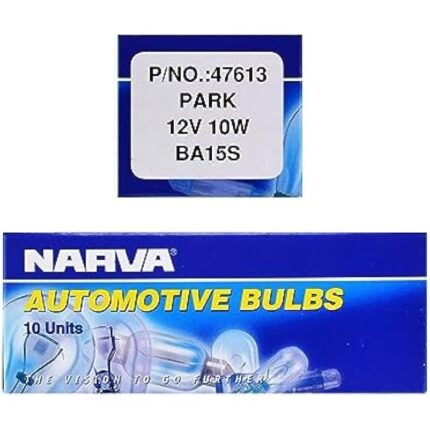 P/NO.:47613
PARK
12V 10W
BA15S
NARVA®
AUTOMOTIVE BULBS
10 Units
THE VISION TO GO FURTHER